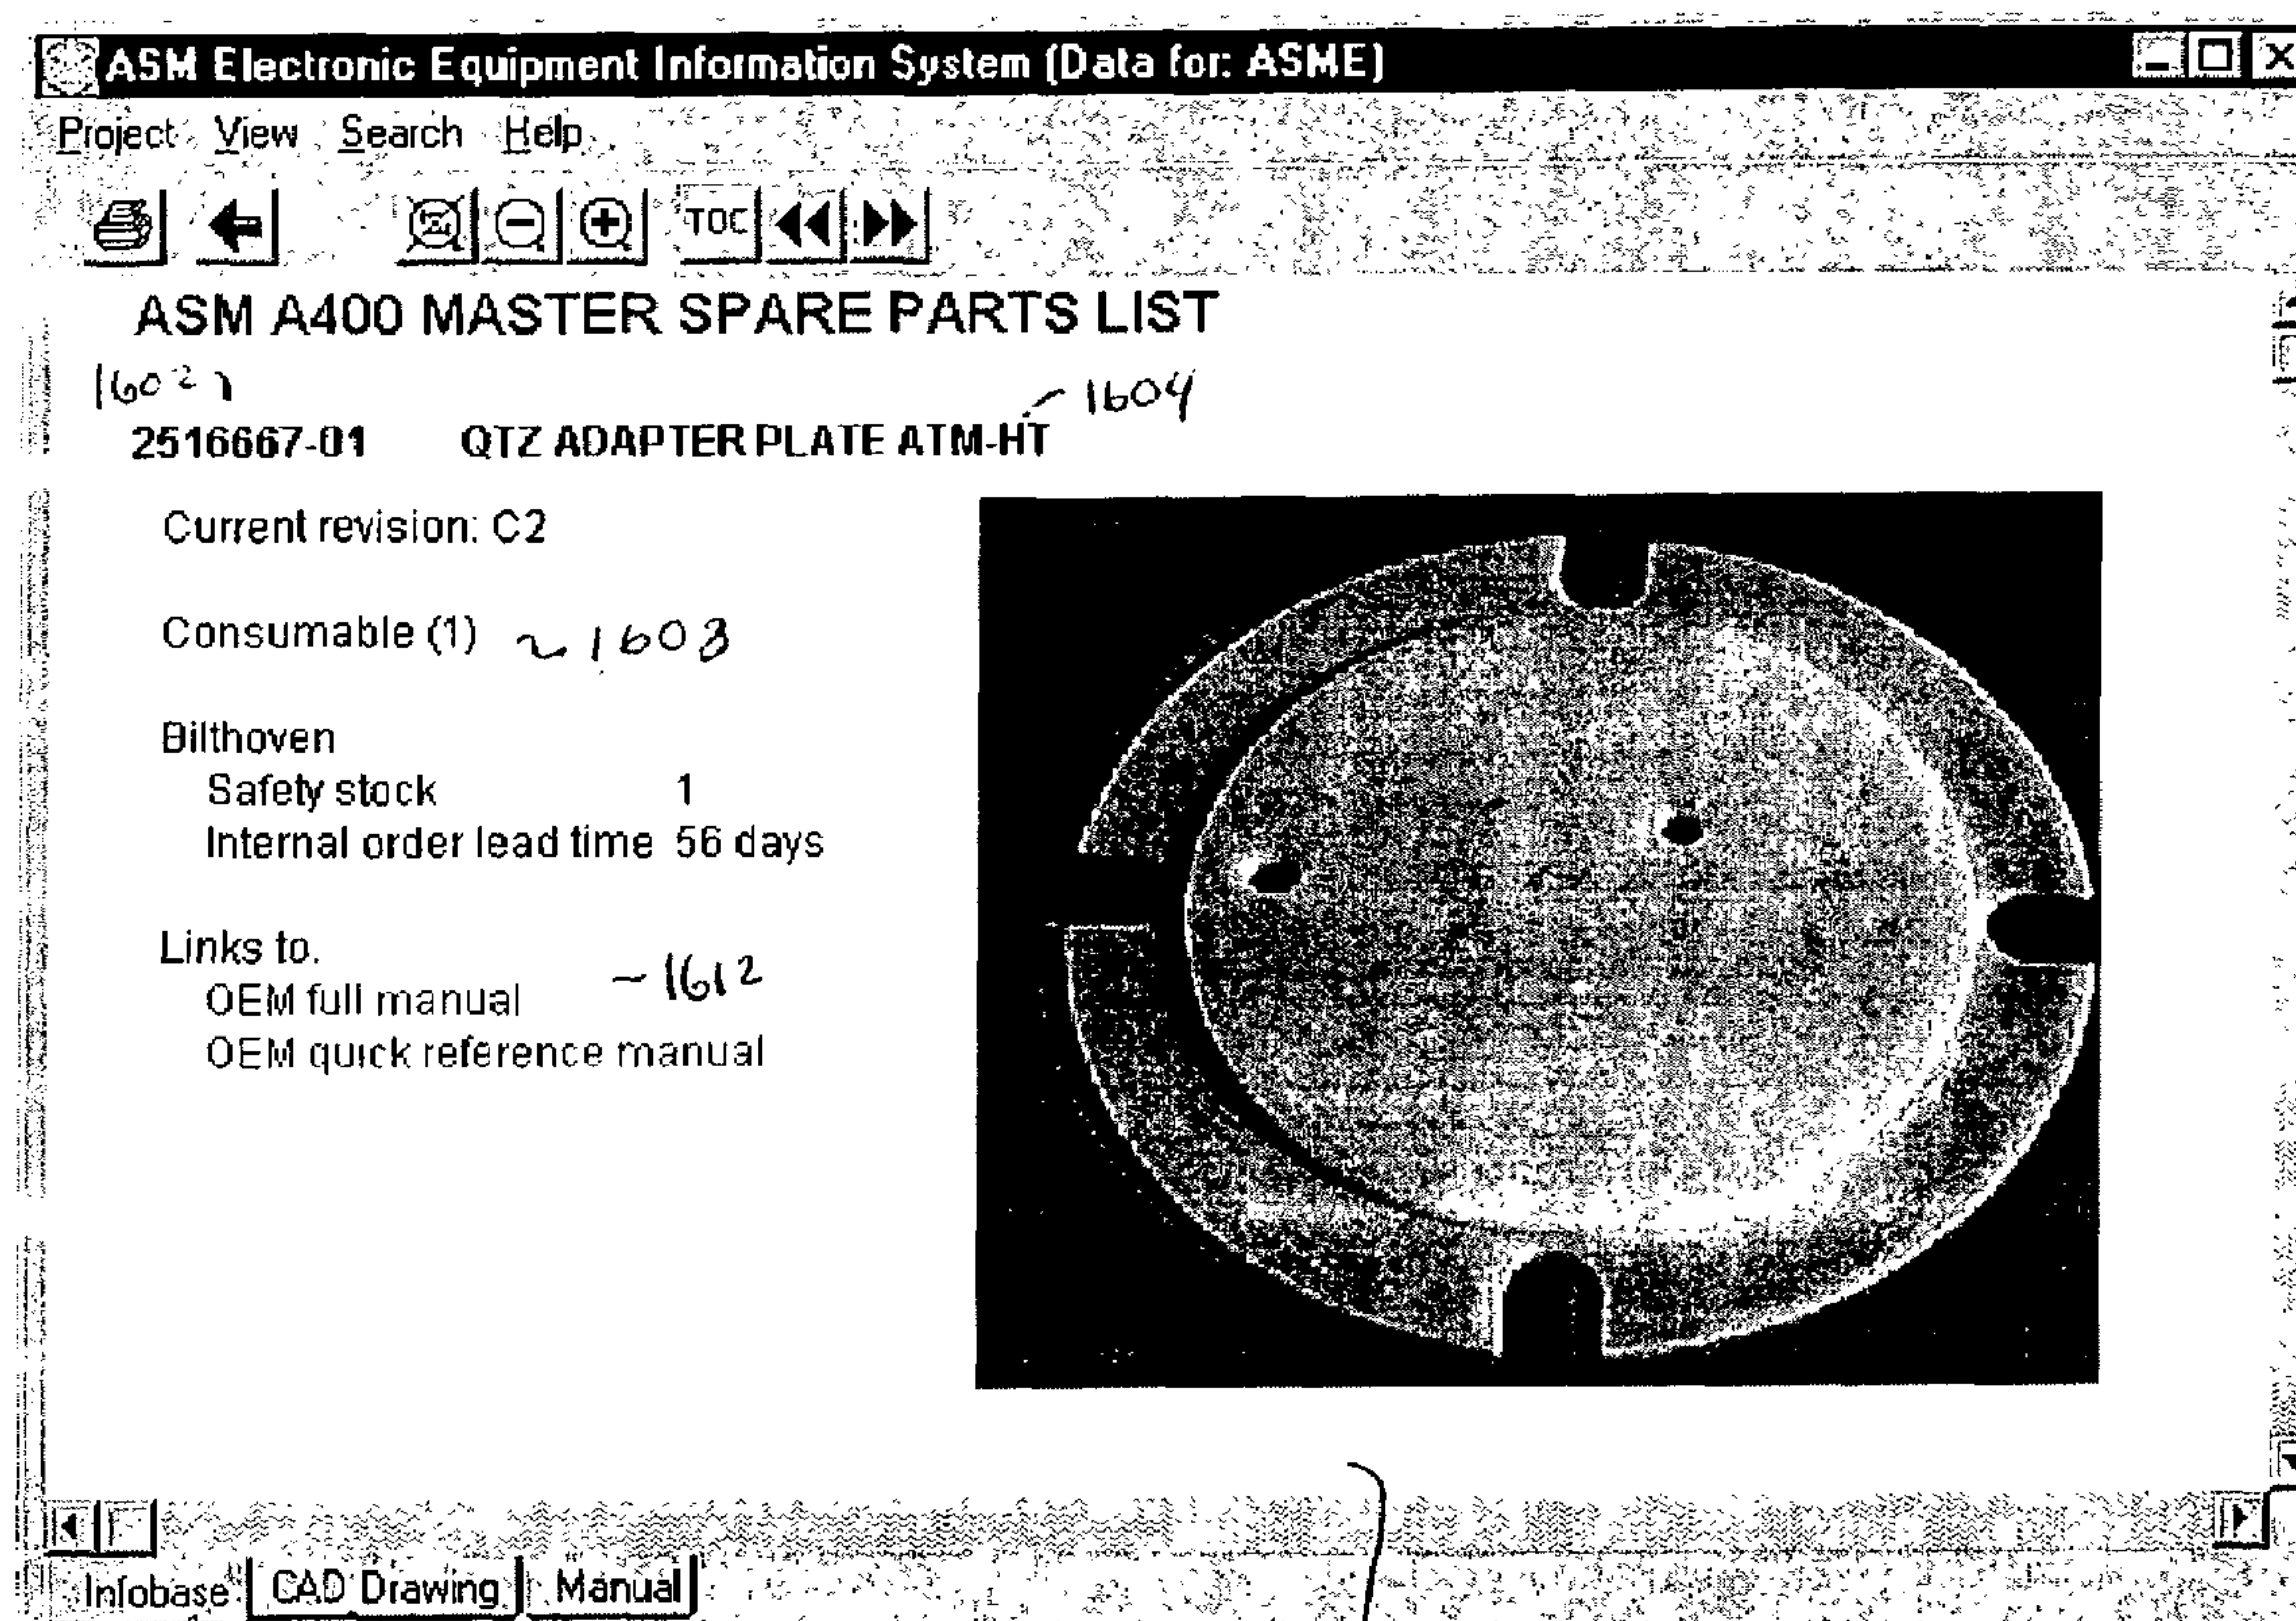 ASM Electronic Equipment Information System (Data for: ASME)
Project View Search Help
TOC
ASM A400 MASTER SPARE PARTS LIST
1602
1604
2516667-01 QTZ ADAPTER PLATE ATM-HT
Current revision: C2
Consumable (1) 1603
Bilthoven
Safety stock 1
Internal order lead time 56 days
Links to.
1612
OEM full manual
OEM quick reference manual
Infobase CAD Drawing Manual